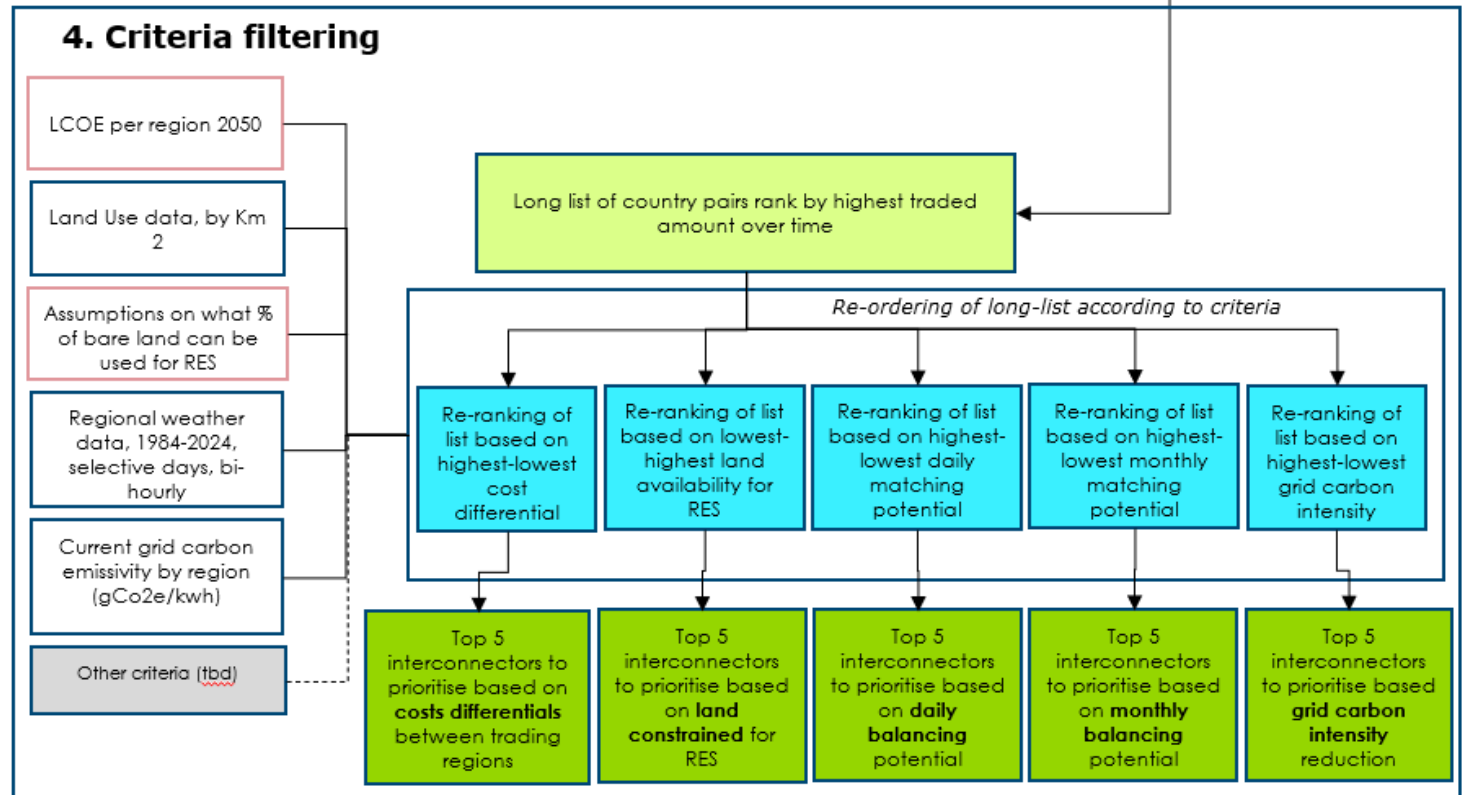 4. Criteria filtering
LCOE per region 2050
Land Use data, by Km
2
Assumptions on what %
of bare land can be
used for RES
Regional weather
data, 1984-2024,
selective days, bi-
hourly
Current grid carbon
emissivity by region
(gCo2e/kwh)
Other criteria (tbd)
Long list of country pairs rank by highest traded
amount over time
Re-ordering of long-list according to criteria
Re-ranking of
list based on
highest-lowest
cost
differential
Re-ranking of list
based on lowest-
highest land
availability for
RES
Re-ranking of list
based on highest-
lowest daily
matching
potential
Re-ranking of list
based on highest-
lowest monthly
matching
potential
Re-ranking of
list based on
highest-lowest
grid carbon
intensity
Top 5
interconnectors to
prioritise based on
costs differentials
between trading
regions
Top 5
interconnectors
to prioritise based
on land
constrained for
RES
Top 5
interconnectors
to prioritise based
on daily
balancing
potential
Top 5
interconnectors
to prioritise based
on monthly
balancing
potential
Top 5
interconnectors
to prioritise based
grid carbon
intensity
reduction